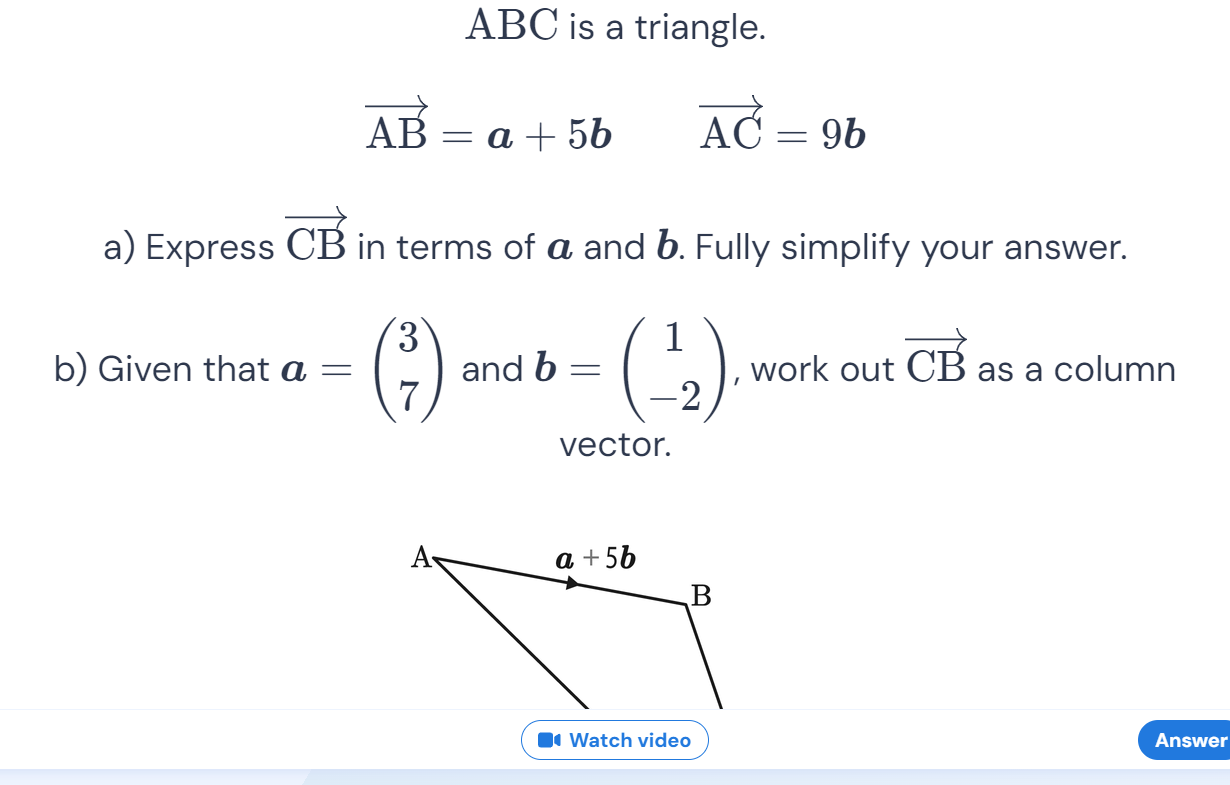 ABC is a triangle.
$\overrightarrow{AB} = \boldsymbol{a} + 5\boldsymbol{b}$ $\overrightarrow{AC} = 9\boldsymbol{b}$
a) Express $\overrightarrow{CB}$ in terms of $\boldsymbol{a}$ and $\boldsymbol{b}$. Fully simplify your answer.
b) Given that $\boldsymbol{a} = \begin{pmatrix} 3 \\ 7 \end{pmatrix}$ and $\boldsymbol{b} = \begin{pmatrix} 1 \\ -2 \end{pmatrix}$, work out $\overrightarrow{CB}$ as a column
vector.
A
$\boldsymbol{a} + 5\boldsymbol{b}$
B
Watch video
Answer